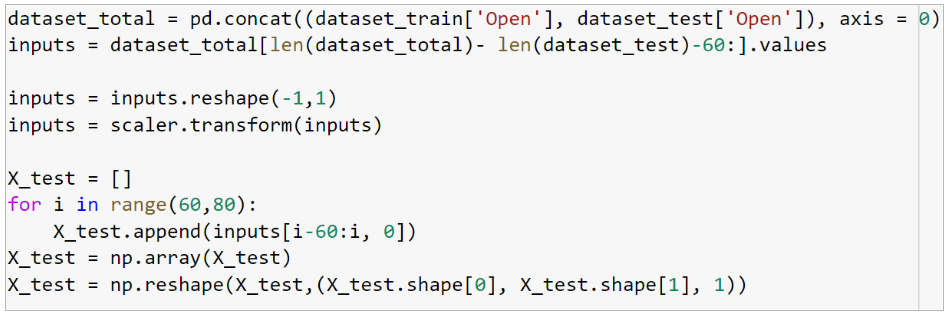 dataset_total = pd.concat((dataset_train['Open'], dataset_test['Open']), axis = 0)
inputs = dataset_total[len(dataset_total)- len(dataset_test)-60:].values

inputs = inputs.reshape(-1,1)
inputs = scaler.transform(inputs)

X_test = []
for i in range(60,80):
    X_test.append(inputs[i-60:i, 0])
X_test = np.array(X_test)
X_test = np.reshape(X_test,(X_test.shape[0], X_test.shape[1], 1))